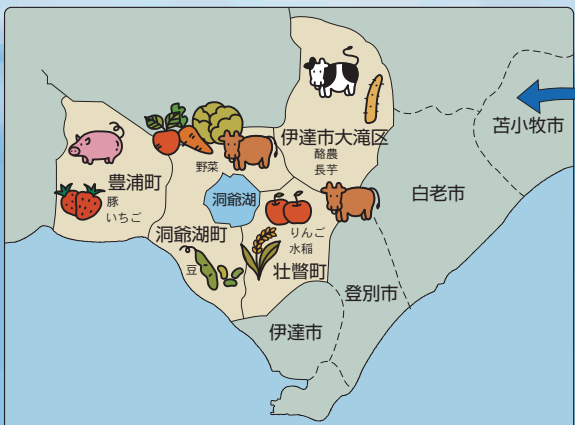 苫小牧市
伊達市大滝区
酪農
長芋
野菜
豊浦町
豚
いちご
洞爺湖
白老市
りんご
水稲
洞爺湖町
豆
壮瞥町
登別市
伊達市